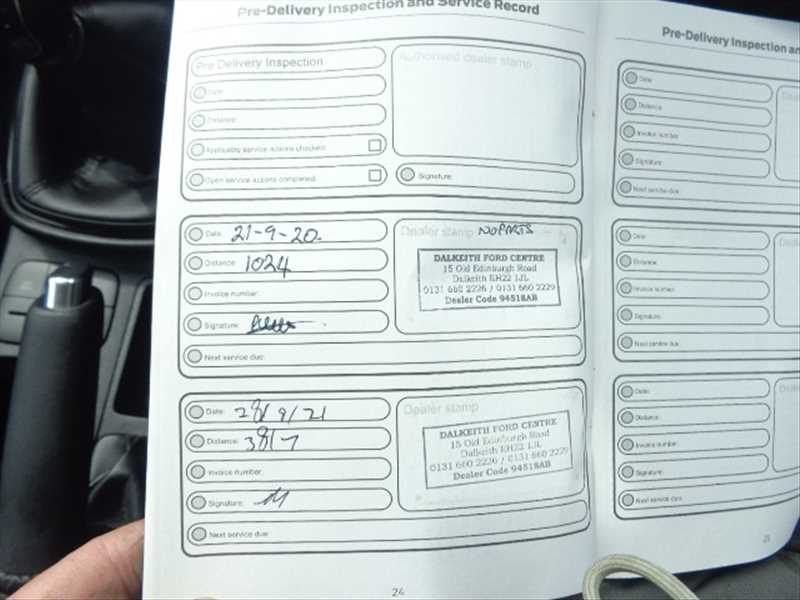 Pre-Delivery Inspection and Service Record
Pre Delivery Inspection
Date:
Distance:
Applicable service actions checked:
Open service actions completed:
Authorised dealer stamp
Signature:
Date: 21-9-20.
Distance: 1024
Invoice number:
Signature:
Next service due:
Dealer stamp NO PARTS
DALKEITH FORD CENTRE
15 Old Edinburgh Road
Dalkeith EH22 1JL
0131 660 2226 / 0131 660 2229
Dealer Code 94518AB
Date: 28/9/21
Distance: 3817
Invoice number:
Signature:
Next service due:
Dealer stamp
DALKEITH FORD CENTRE
15 Old Edinburgh Road
Dalkeith EH22 1JL
0131 660 2226 / 0131 660 2229
Dealer Code 94518AB
24
Pre-Delivery Inspection an
Date:
Distance:
Invoice number:
Signature:
Next service due:
Date:
Distance:
Invoice number:
Signature:
Next service due:
Date:
Distance:
Invoice number:
Signature:
Next service due:
25